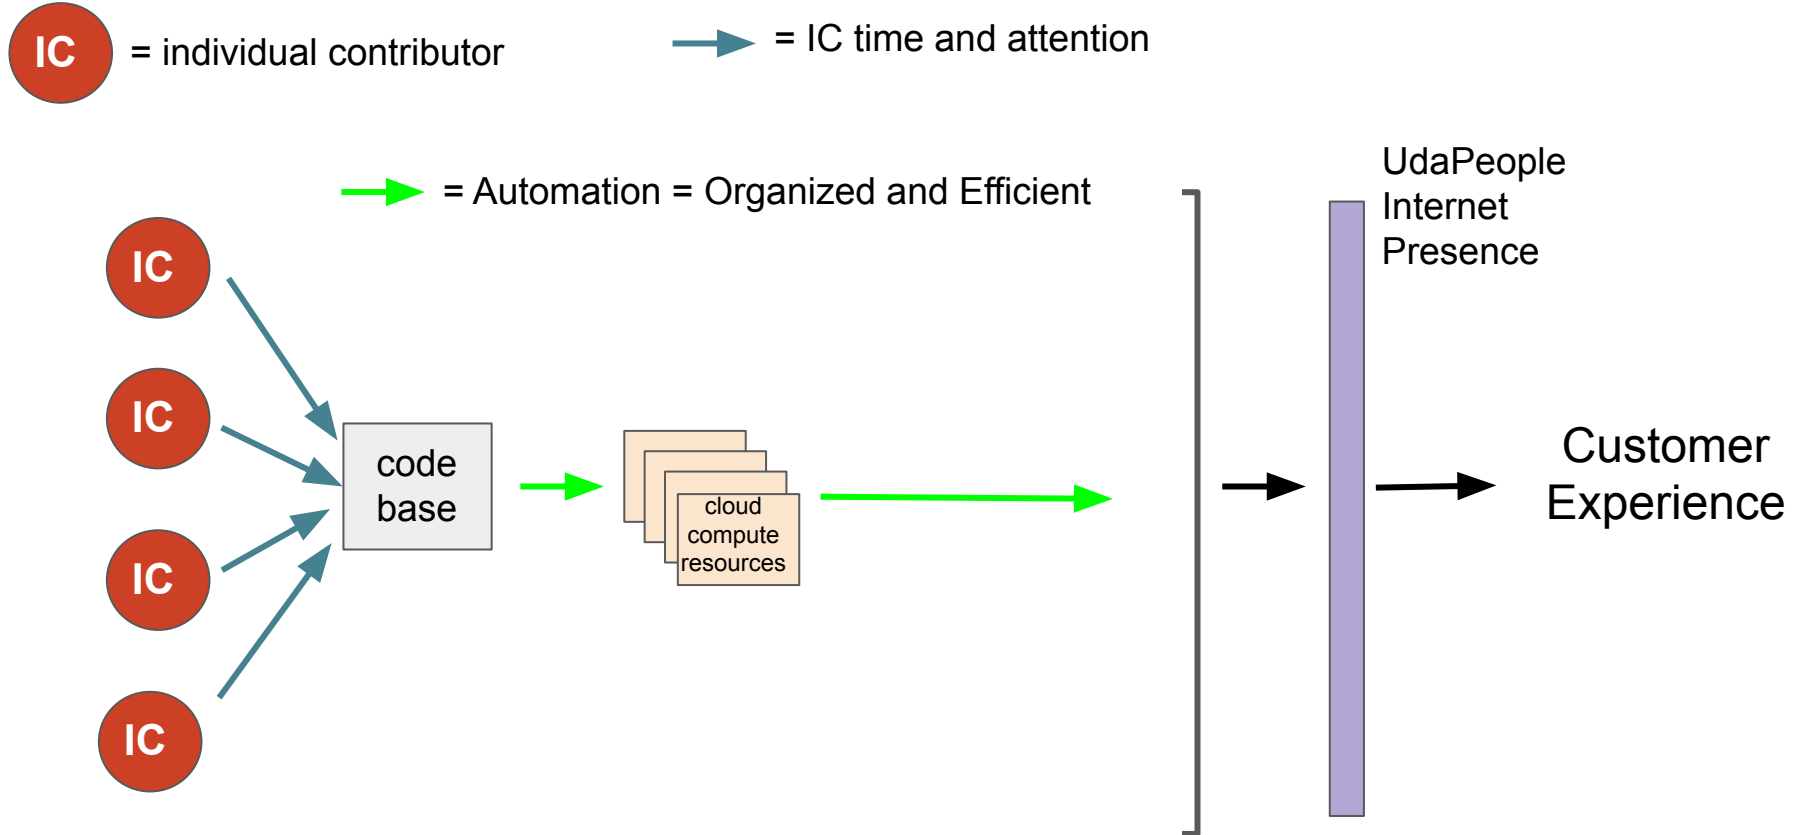 IC = individual contributor
= IC time and attention
= Automation = Organized and Efficient
UdaPeople
Internet
Presence
IC
IC
code
base
cloud
compute
resources
Customer
Experience
IC
IC